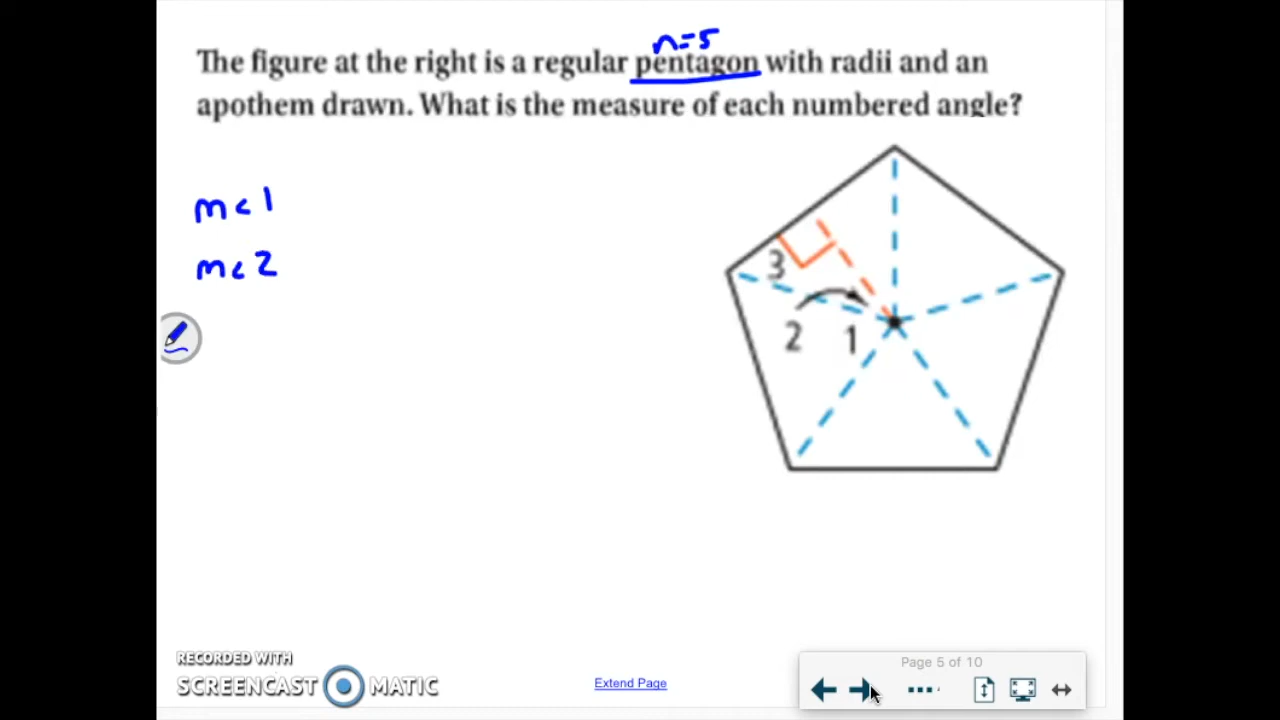 n=5
The figure at the right is a regular pentagon with radii and an
apothem drawn. What is the measure of each numbered angle?
m<1
m<2
3
2
1
RECORDED WITH
SCREENCAST MATIC
Extend Page
Page 5 of 10